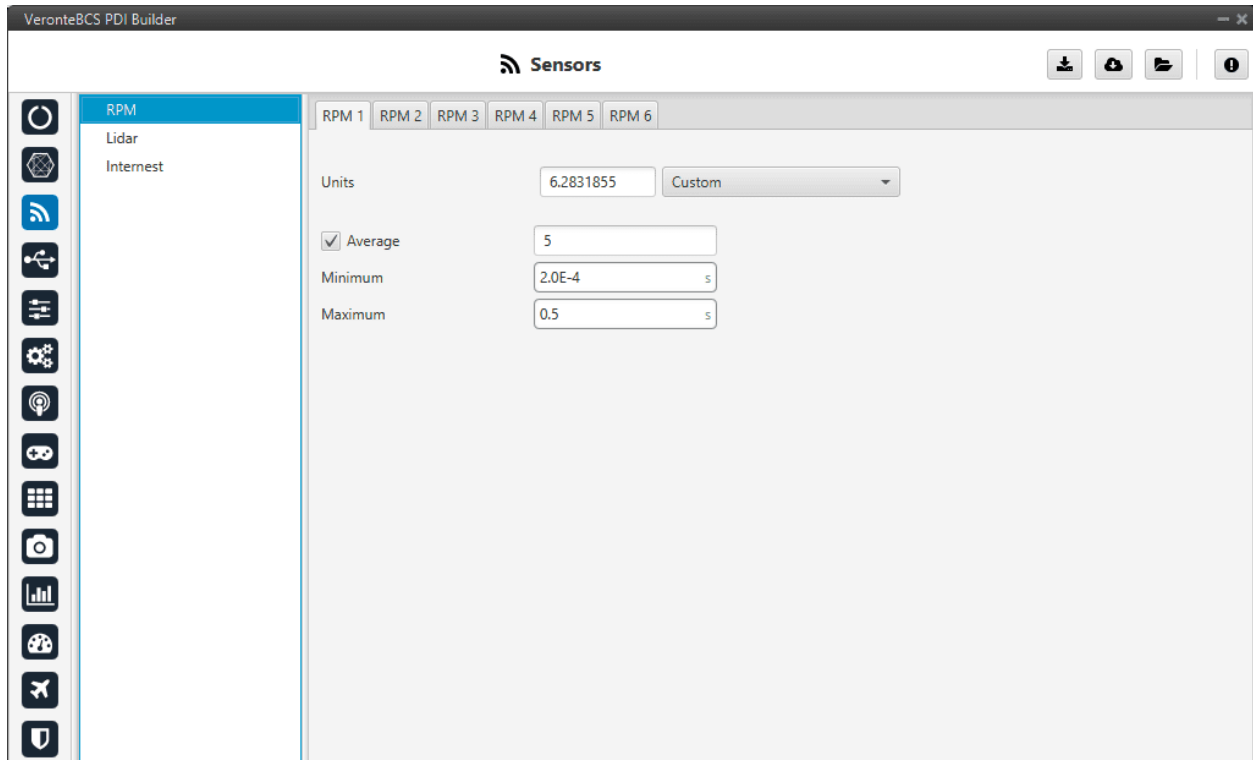 VeronteBCS PDI Builder
Sensors
RPM
Lidar
Internest
RPM 1 RPM 2 RPM 3 RPM 4 RPM 5 RPM 6
Units 6.2831855 Custom
Average 5
Minimum 2.0E-4 s
Maximum 0.5 s